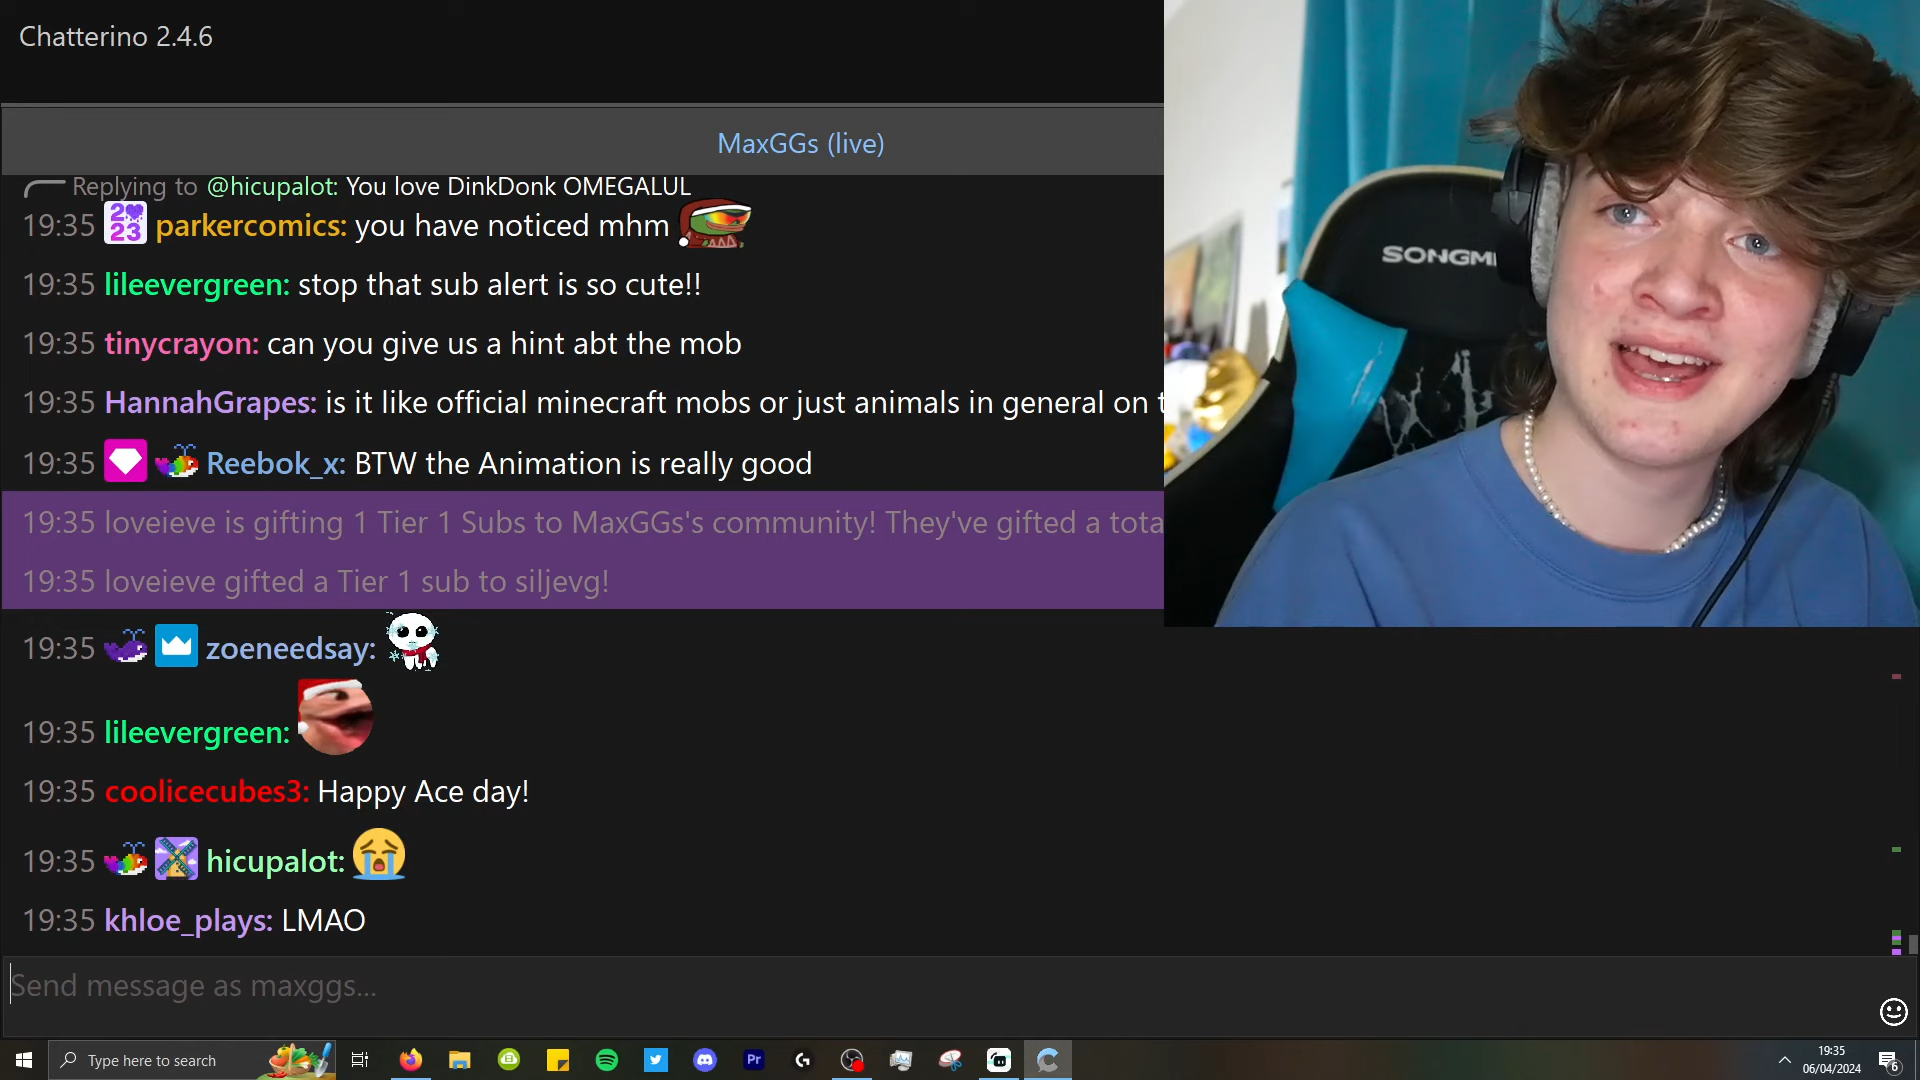 Chatterino 2.4.6
MaxGGs (live)
Replying to @hicupalot: You love DinkDonk OMEGALUL
19:35 2023 parkercomics: you have noticed mhm
19:35 lileevergreen: stop that sub alert is so cute!!
19:35 tinycrayon: can you give us a hint abt the mob
19:35 HannahGrapes: is it like official minecraft mobs or just animals in general on
19:35 Reebok_x: BTW the Animation is really good
19:35 loveieve is gifting 1 Tier 1 Subs to MaxGGs's community! They've gifted a tota
19:35 loveieve gifted a Tier 1 sub to siljevg!
19:35 zoeneedsay:
19:35 lileevergreen:
19:35 coolicecubes3: Happy Ace day!
19:35 hicupalot:
19:35 khloe_plays: LMAO
Send message as maxggs...
SONGMI
Type here to search
Pr
19:35
06/04/2024
6